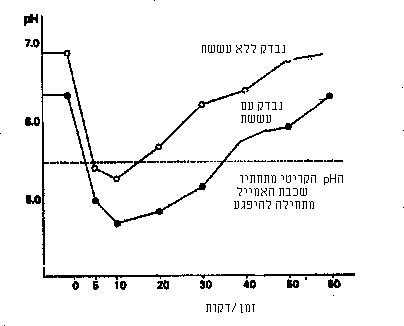 pH
7.0
נבדק ללא עששת
6.0
נבדק עם
עששת
הpH הקריטי מתחתיו
שכבת האמייל
מתחילה להיפגע
5.0
0 5 10 20 30 40 50 60
זמן/דקות